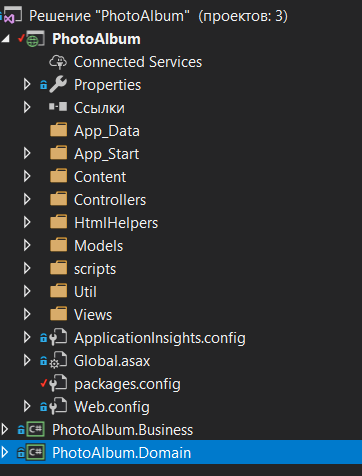 Решение "PhotoAlbum" (проектов: 3)
PhotoAlbum
Connected Services
Properties
Ссылки
App_Data
App_Start
Content
Controllers
HtmlHelpers
Models
scripts
Util
Views
ApplicationInsights.config
Global.asax
packages.config
Web.config
C# PhotoAlbum.Business
C# PhotoAlbum.Domain